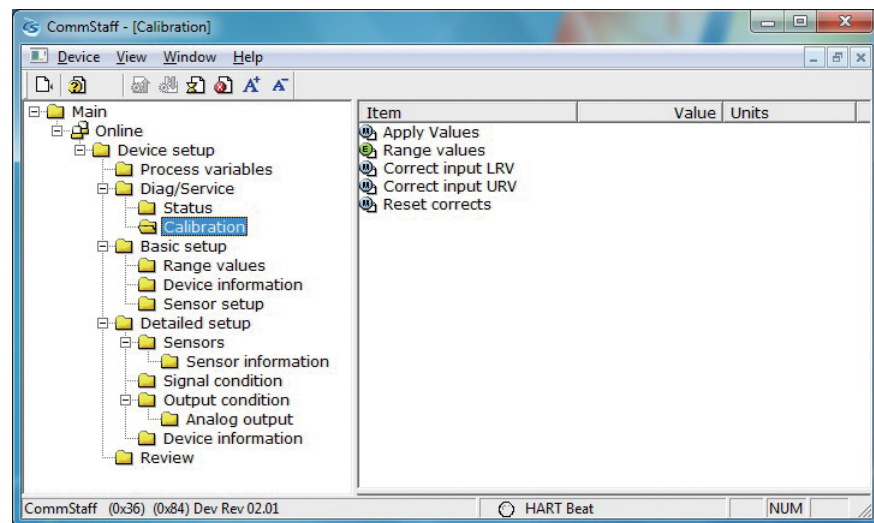 CommStaff - [Calibration]
Device View Window Help
Main
Online
Device setup
Process variables
Diag/Service
Status
Calibration
Basic setup
Range values
Device information
Sensor setup
Detailed setup
Sensors
Sensor information
Signal condition
Output condition
Analog output
Device information
Review
Item Value Units
Apply Values
Range values
Correct input LRV
Correct input URV
Reset corrects
CommStaff (0x36) (0x84) Dev Rev 02.01 HART Beat NUM